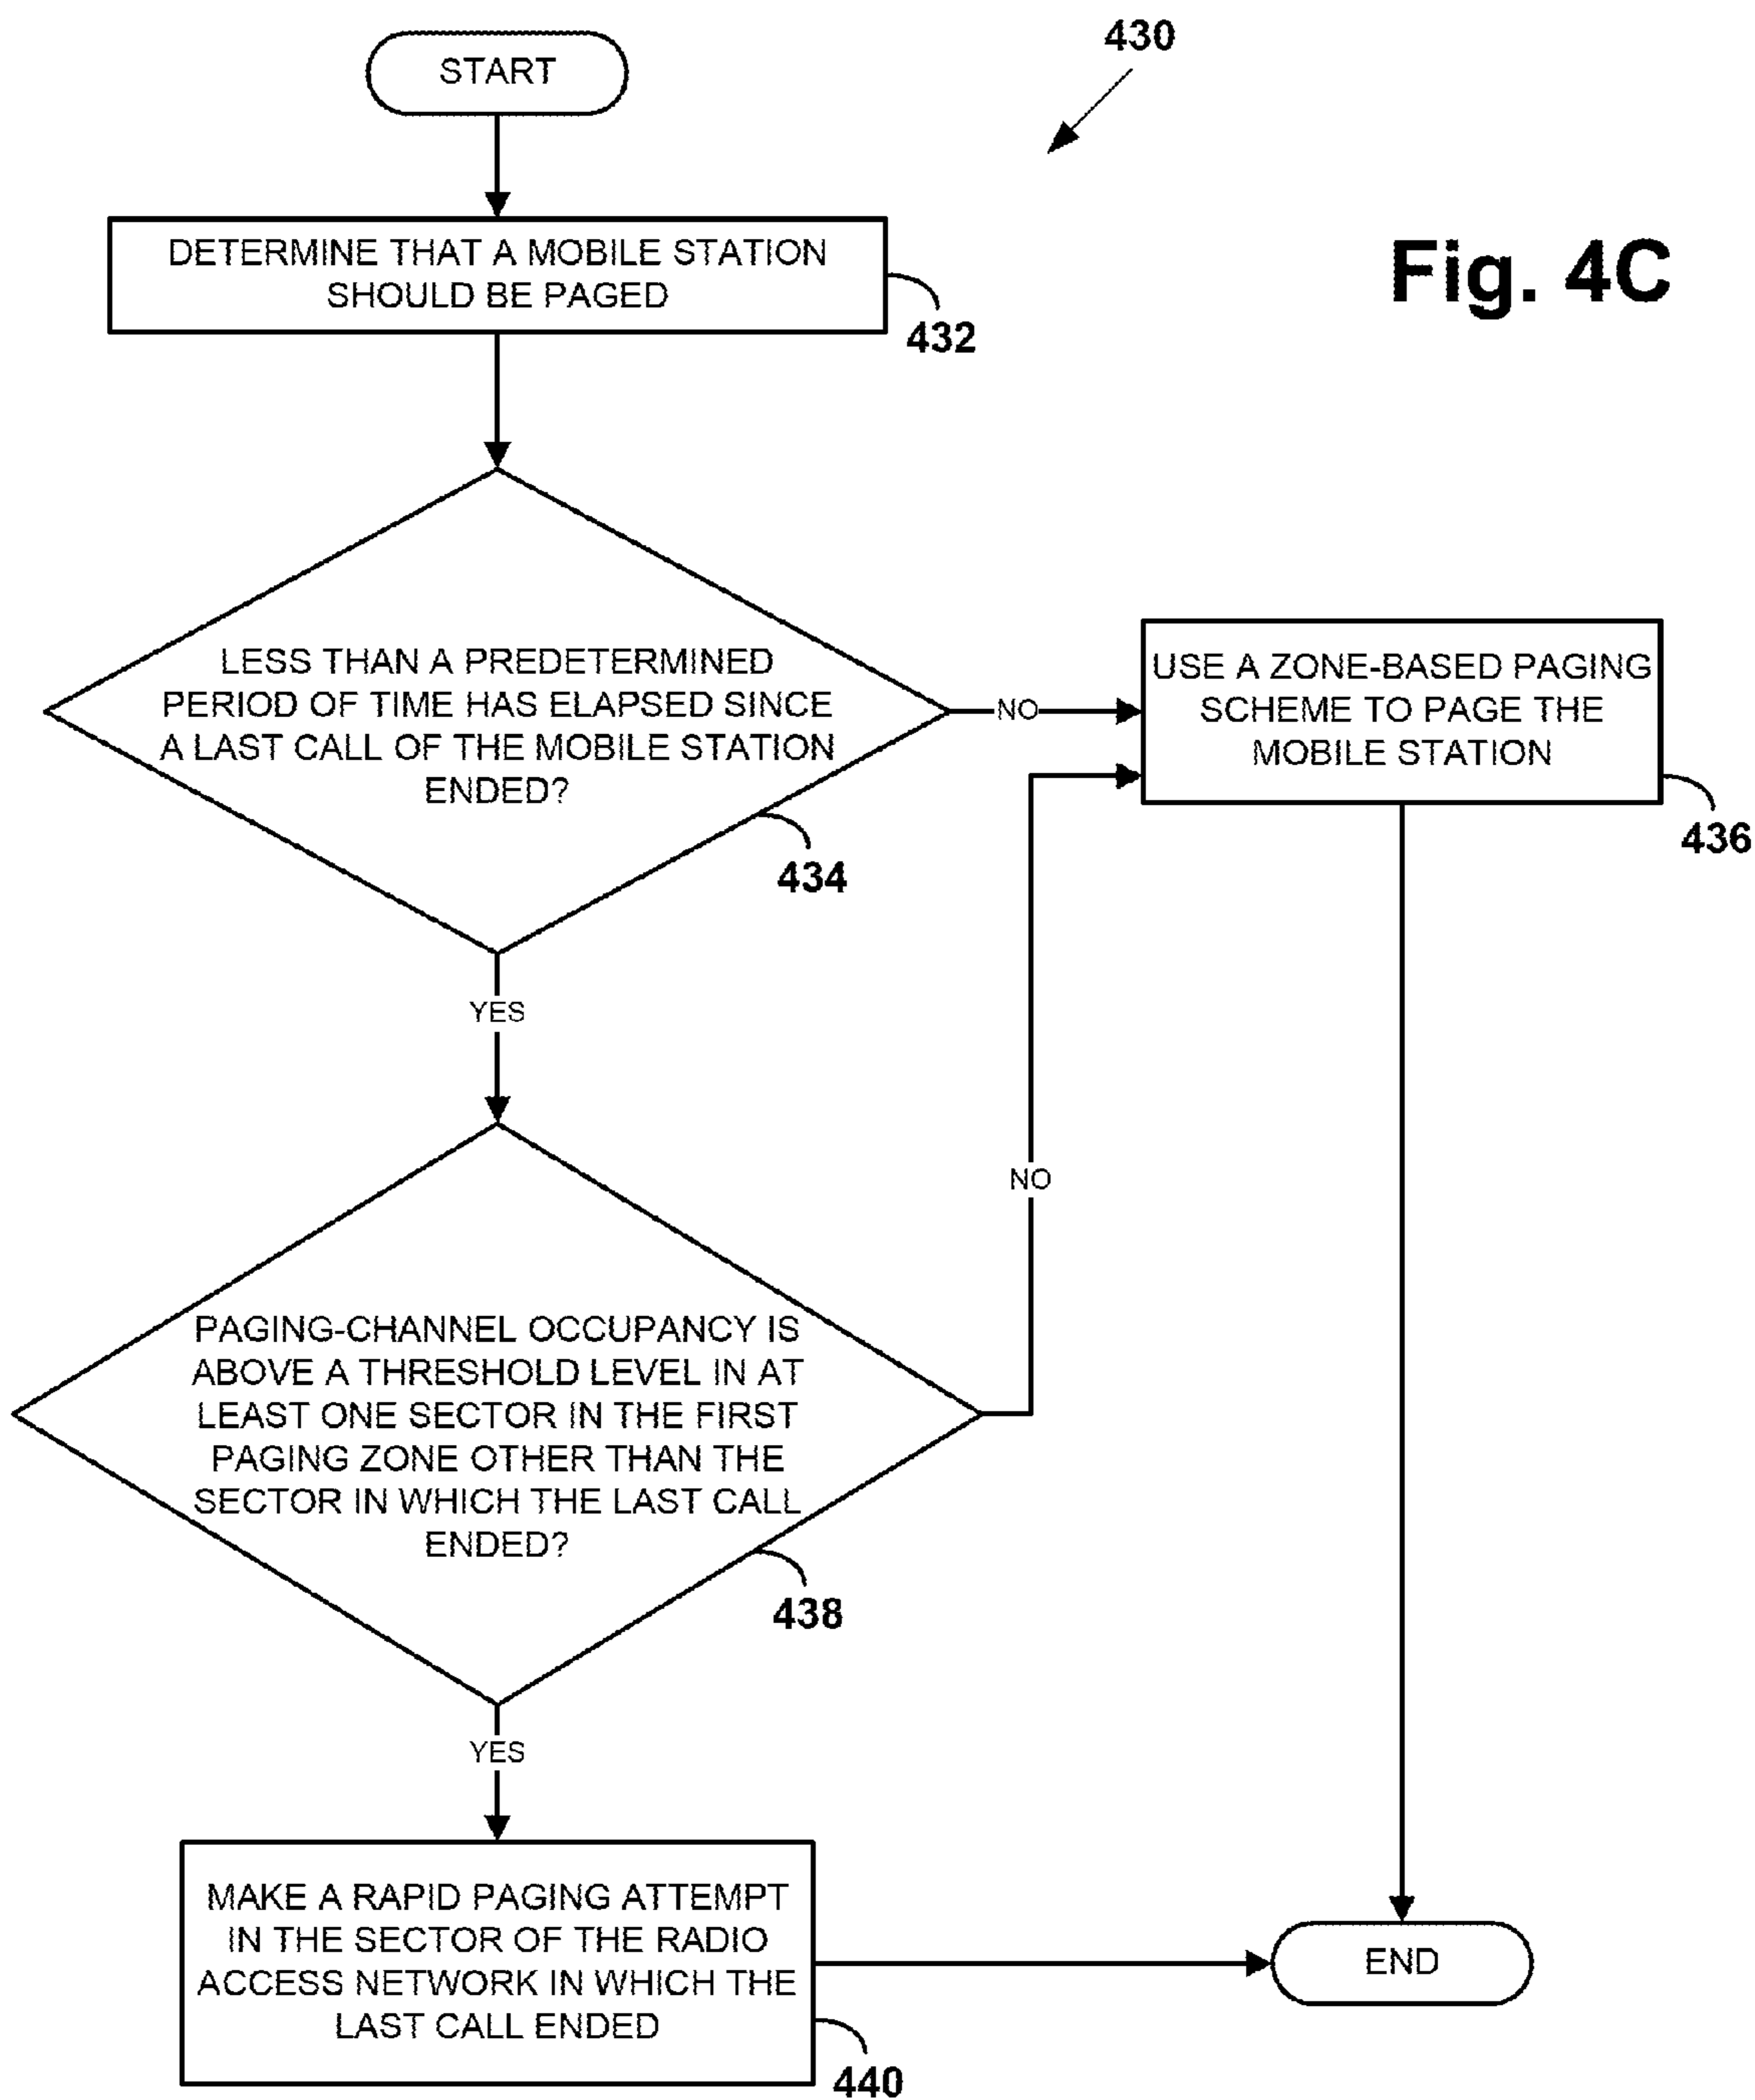 430
START
Fig. 4C
DETERMINE THAT A MOBILE STATION
SHOULD BE PAGED
432
LESS THAN A PREDETERMINED
PERIOD OF TIME HAS ELAPSED SINCE
A LAST CALL OF THE MOBILE STATION
ENDED?
434
NO
USE A ZONE-BASED PAGING
SCHEME TO PAGE THE
MOBILE STATION
436
YES
NO
PAGING-CHANNEL OCCUPANCY IS
ABOVE A THRESHOLD LEVEL IN AT
LEAST ONE SECTOR IN THE FIRST
PAGING ZONE OTHER THAN THE
SECTOR IN WHICH THE LAST CALL
ENDED?
438
YES
MAKE A RAPID PAGING ATTEMPT
IN THE SECTOR OF THE RADIO
ACCESS NETWORK IN WHICH THE
LAST CALL ENDED
440
END